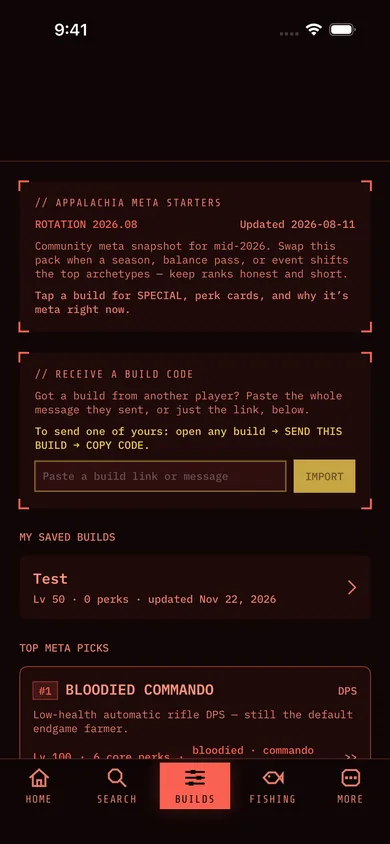 9:41
// APPALACHIA META STARTERS
ROTATION 2026.08 Updated 2026-08-11
Community meta snapshot for mid-2026. Swap this
pack when a season, balance pass, or event shifts
the top archetypes — keep ranks honest and short.
Tap a build for SPECIAL, perk cards, and why it’s
meta right now.
// RECEIVE A BUILD CODE
Got a build from another player? Paste the whole
message they sent, or just the link, below.
To send one of yours: open any build → SEND THIS
BUILD → COPY CODE.
Paste a build link or message IMPORT
MY SAVED BUILDS
Test
Lv 50 · 0 perks · updated Nov 22, 2026
TOP META PICKS
#1 BLOODIED COMMANDO DPS
Low-health automatic rifle DPS — still the default
endgame farmer.
bloodied · commando
Lv 100 · 6 core perks · >>
HOME SEARCH BUILDS FISHING MORE